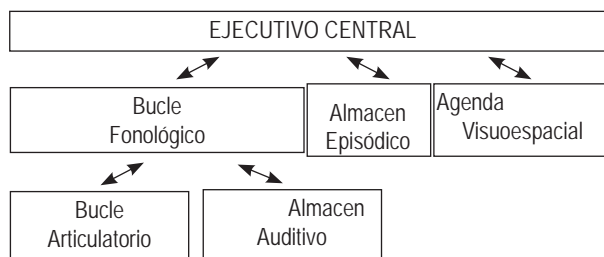 EJECUTIVO CENTRAL
Bucle
Fonológico
Almacen
Episódico
Agenda
Visuoespacial
Bucle
Articulatorio
Almacen
Auditivo